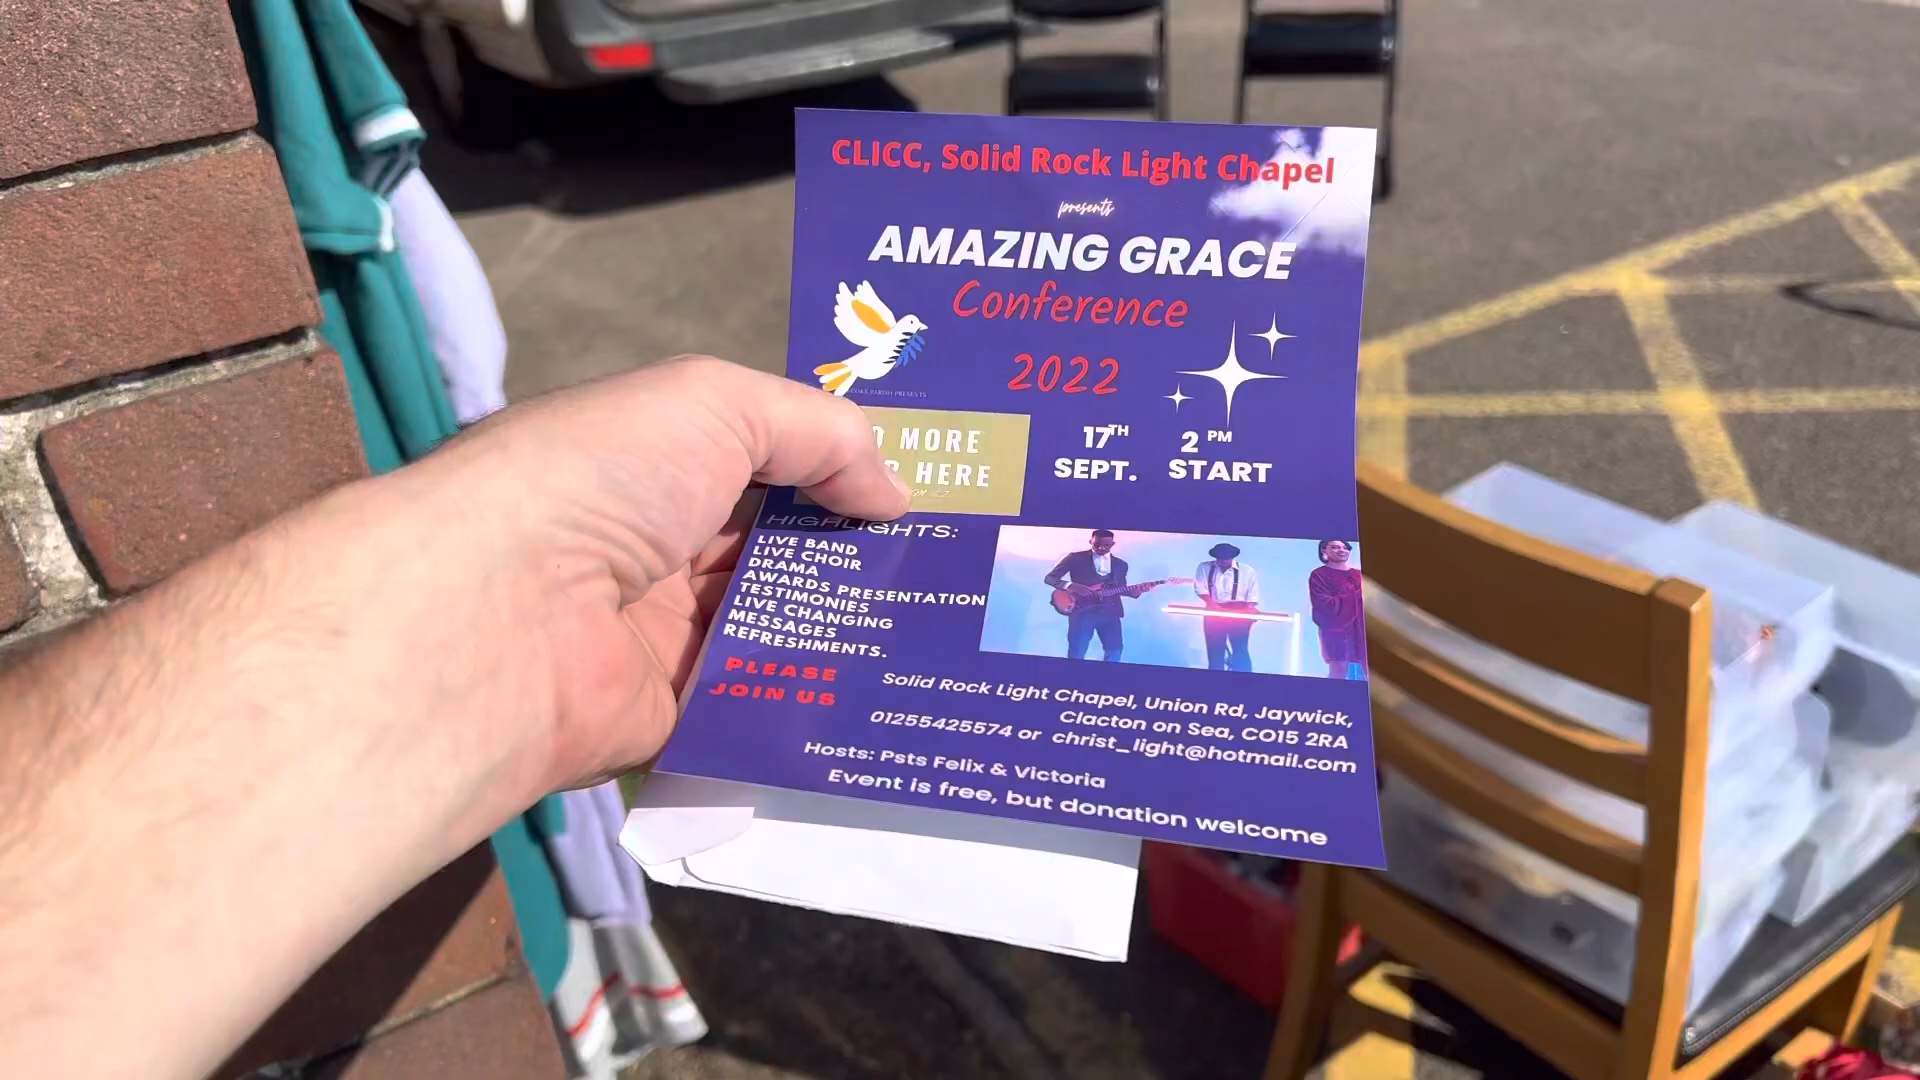 CLICC, Solid Rock Light Chapel
presents
AMAZING GRACE
Conference
2022
PARISH PRESENTS
MORE
HERE
17TH
SEPT.
2 PM
START
HIGHLIGHTS:
LIVE BAND
LIVE CHOIR
DRAMA
AWARDS PRESENTATION
TESTIMONIES
LIVE CHANGING
MESSAGES
REFRESHMENTS.
PLEASE
JOIN US
Solid Rock Light Chapel, Union Rd, Jaywick,
Clacton on Sea, CO15 2RA
01255425574 or christ_light@hotmail.com
Hosts: Psts Felix & Victoria
Event is free, but donation welcome